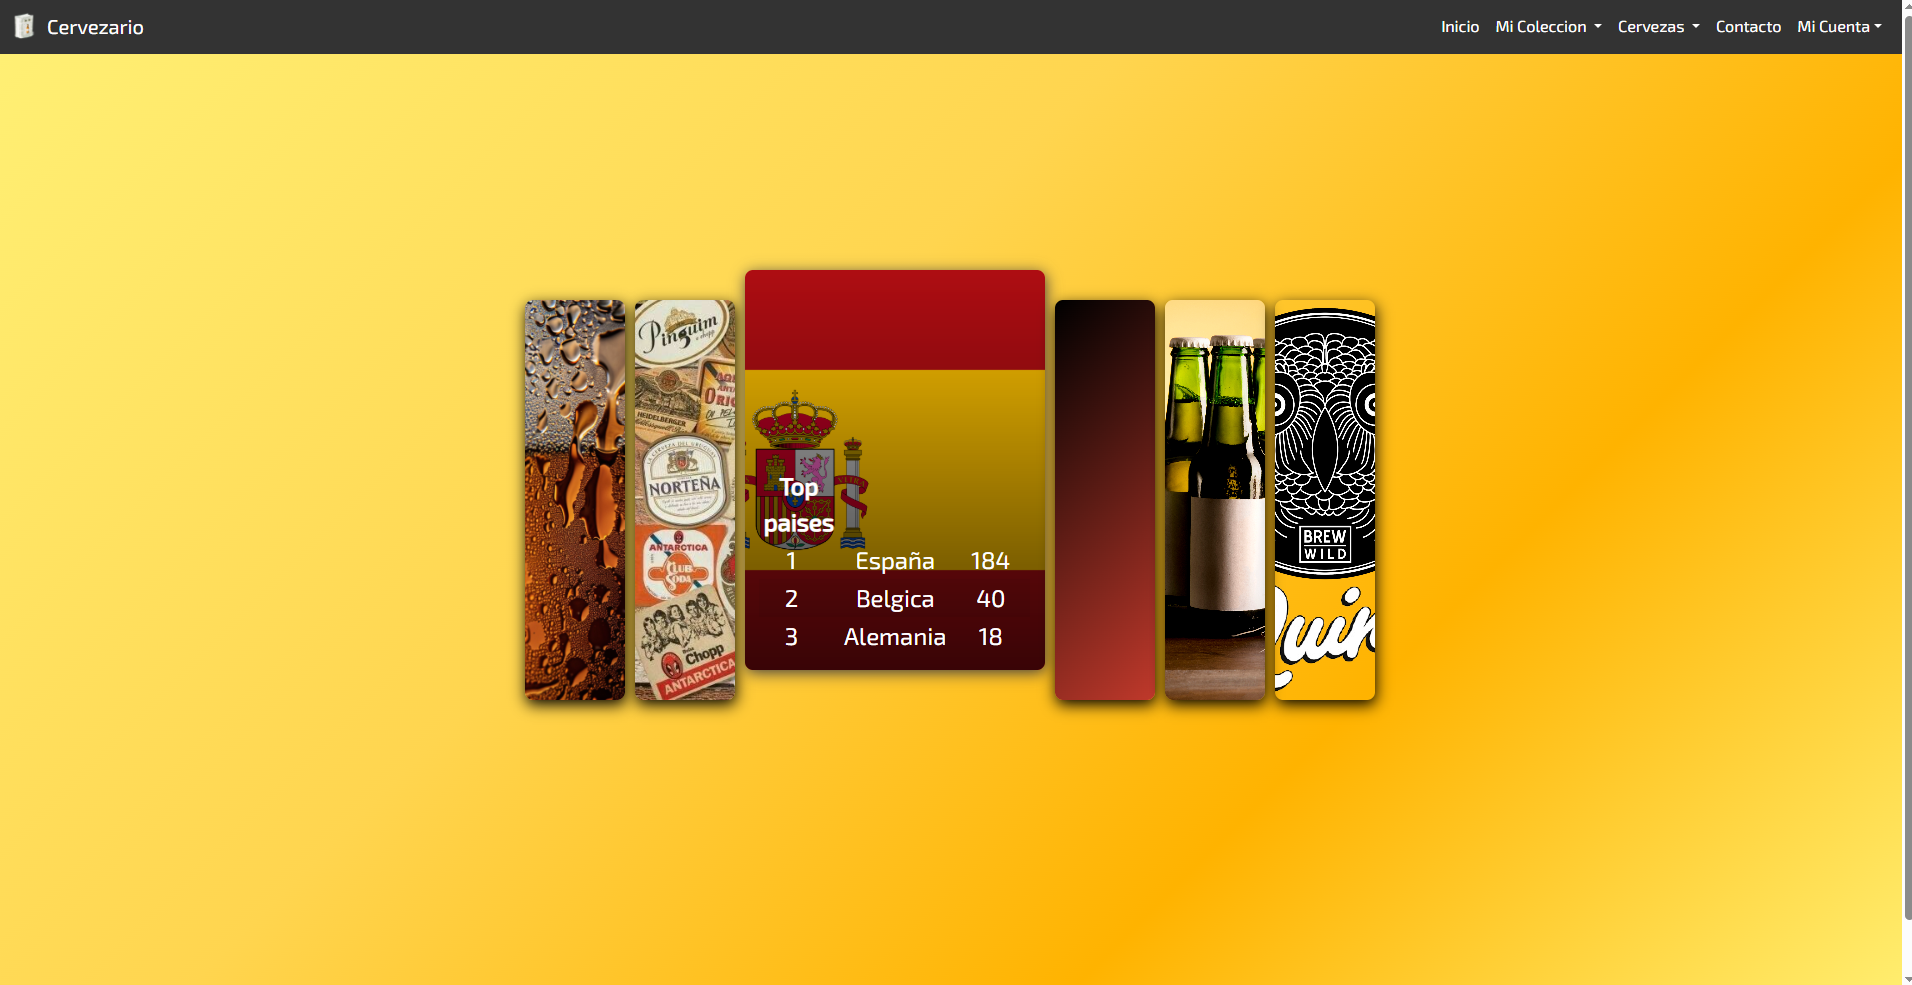 Cervezario
Inicio
Mi Coleccion
Cervezas
Contacto
Mi Cuenta
Pinguim
HEIDELBERGER
NORTEÑA
ANTARCTICA
CLUB
SODA
Chopp
ANTARCTICA
Top
paises
1 España 184
2 Belgica 40
3 Alemania 18
BREW
WILD